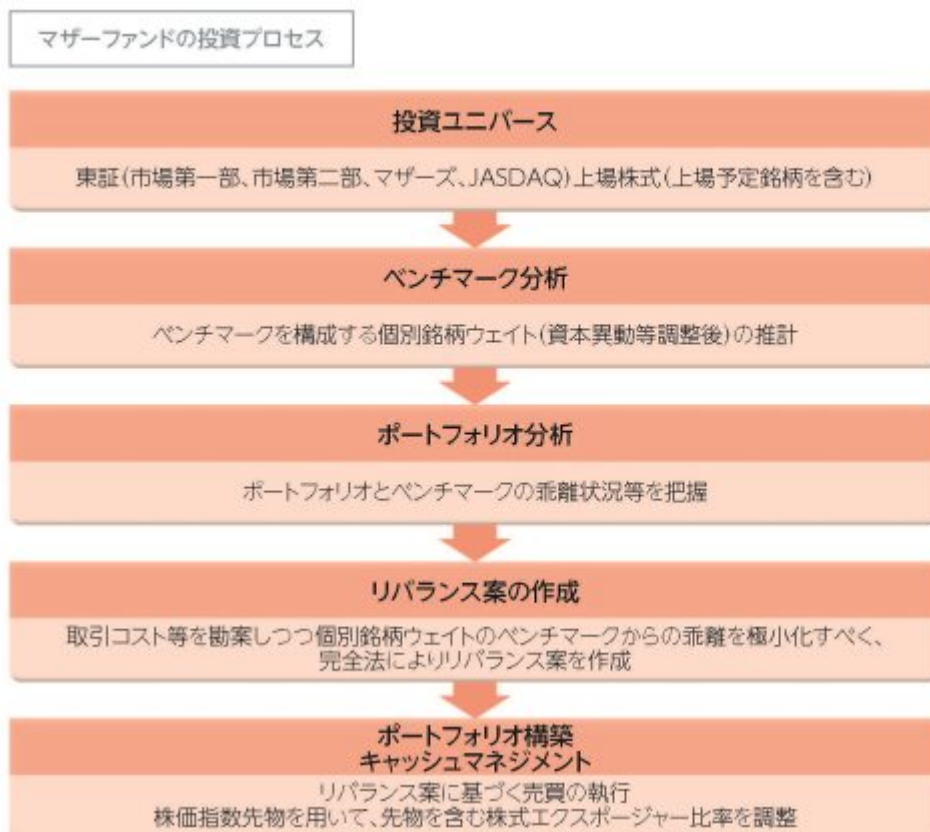 マザーファンドの投資プロセス
投資ユニバース
東証(市場第一部、市場第二部、マザーズ、JASDAQ)上場株式(上場予定銘柄を含む)
ベンチマーク分析
ベンチマークを構成する個別銘柄ウェイト(資本異動等調整後)の推計
ポートフォリオ分析
ポートフォリオとベンチマークの乖離状況等を把握
リバランス案の作成
取引コスト等を勘案しつつ個別銘柄ウェイトのベンチマークからの乖離を極小化すべく、
完全法によりリバランス案を作成
ポートフォリオ構築
キャッシュマネジメント
リバランス案に基づく売買の執行
株価指数先物を用いて、先物を含む株式エクスポージャー比率を調整